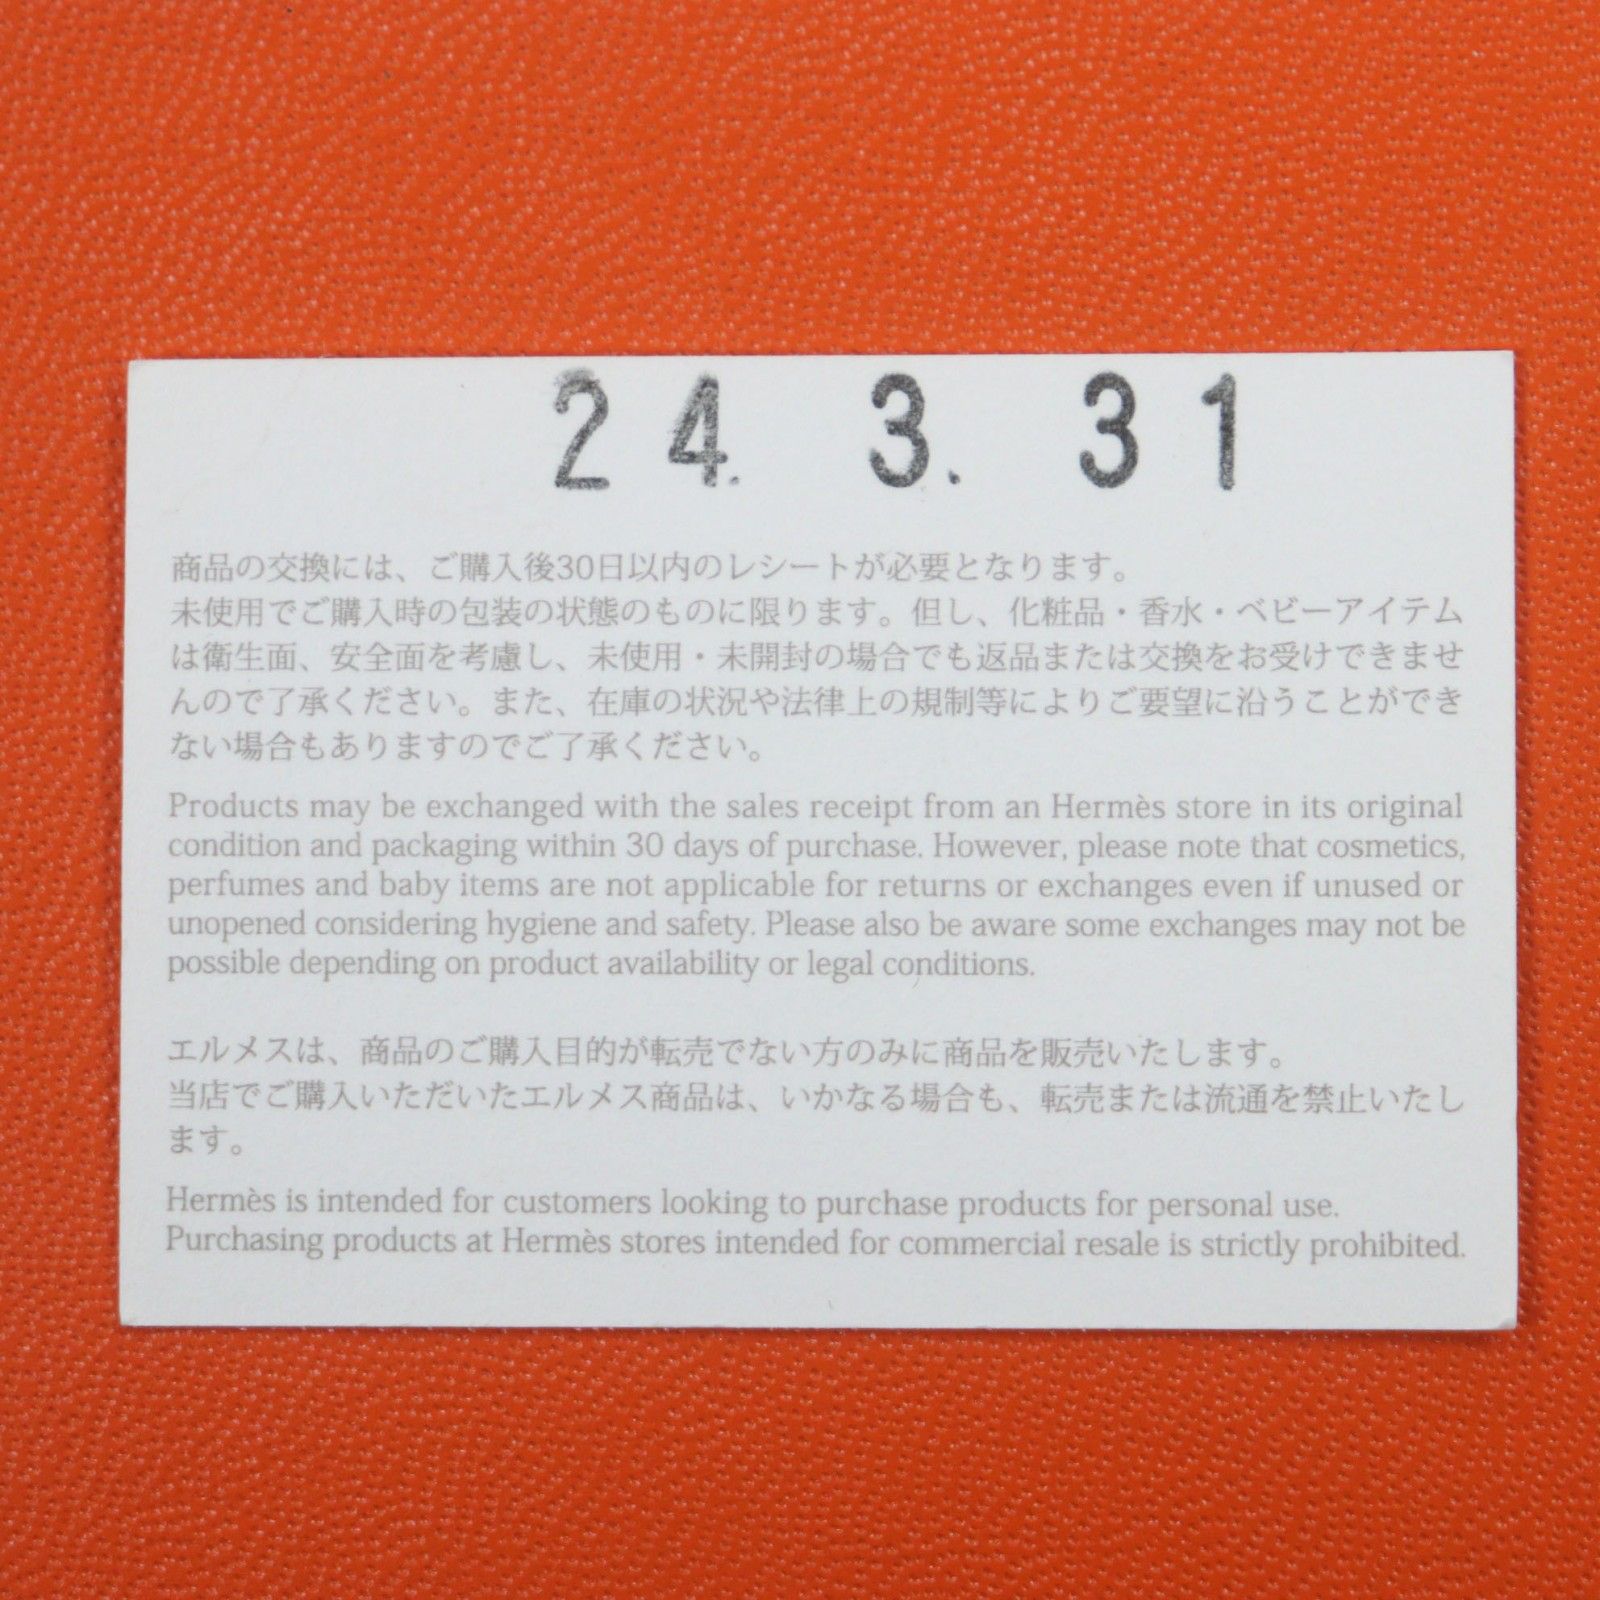 24. 3. 31
商品の交換には、ご購入後30日以内のレシートが必要となります。
未使用でご購入時の包装の状態のものに限ります。但し、化粧品・香水・ベビーアイテム
は衛生面、安全面を考慮し、未使用・未開封の場合でも返品または交換をお受けできませ
んので了承ください。また、在庫の状況や法律上の規制等によりご要望に沿うことができ
ない場合もありますのでご了承ください。
Products may be exchanged with the sales receipt from an Hermès store in its original
condition and packaging within 30 days of purchase. However, please note that cosmetics,
perfumes and baby items are not applicable for returns or exchanges even if unused or
unopened considering hygiene and safety. Please also be aware some exchanges may not be
possible depending on product availability or legal conditions.
エルメスは、商品のご購入目的が転売でない方のみに商品を販売いたします。
当店でご購入いただいたエルメス商品は、いかなる場合も、転売または流通を禁止いたし
ます。
Hermès is intended for customers looking to purchase products for personal use.
Purchasing products at Hermès stores intended for commercial resale is strictly prohibited.